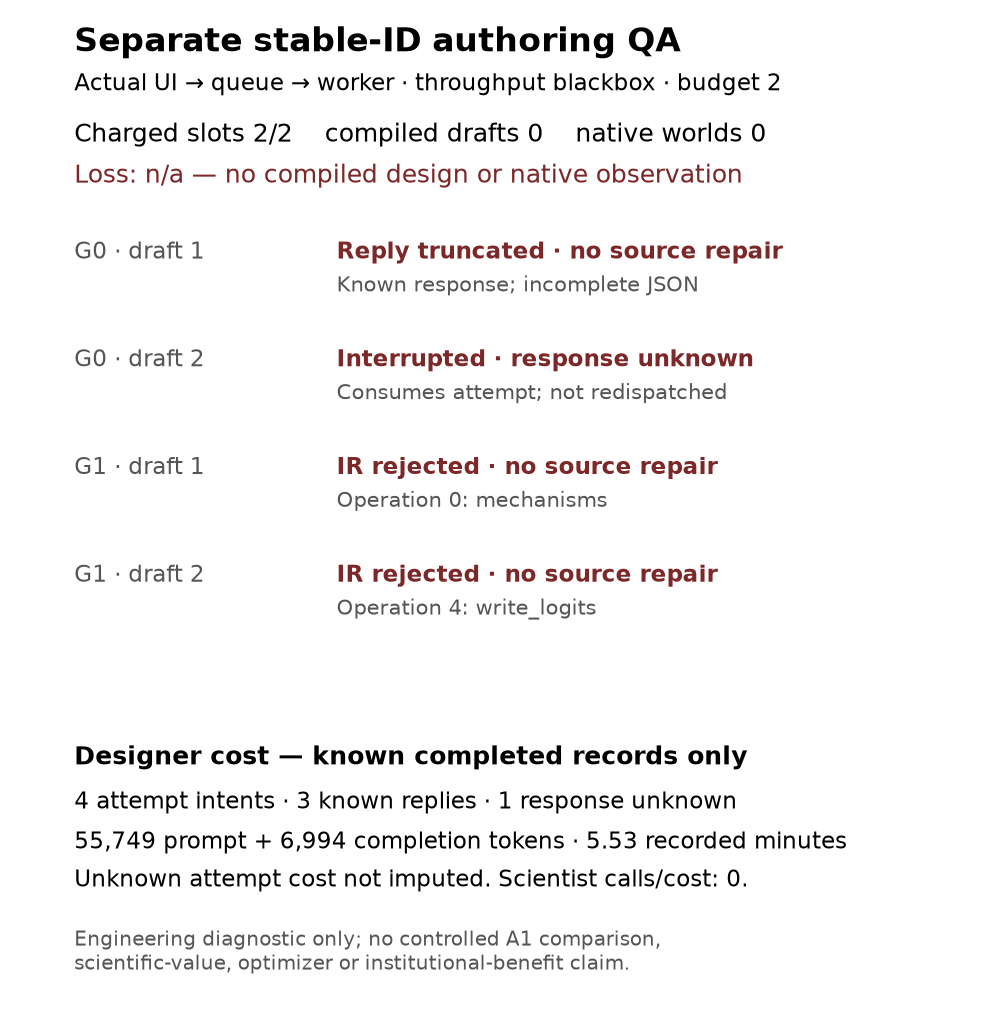 Separate stable-ID authoring QA
Actual UI → queue → worker · throughput blackbox · budget 2
Charged slots 2/2    compiled drafts 0    native worlds 0
Loss: n/a — no compiled design or native observation
G0 · draft 1
Reply truncated · no source repair
Known response; incomplete JSON
G0 · draft 2
Interrupted · response unknown
Consumes attempt; not redispatched
G1 · draft 1
IR rejected · no source repair
Operation 0: mechanisms
G1 · draft 2
IR rejected · no source repair
Operation 4: write_logits
Designer cost — known completed records only
4 attempt intents · 3 known replies · 1 response unknown
55,749 prompt + 6,994 completion tokens · 5.53 recorded minutes
Unknown attempt cost not imputed. Scientist calls/cost: 0.
Engineering diagnostic only; no controlled A1 comparison,
scientific-value, optimizer or institutional-benefit claim.